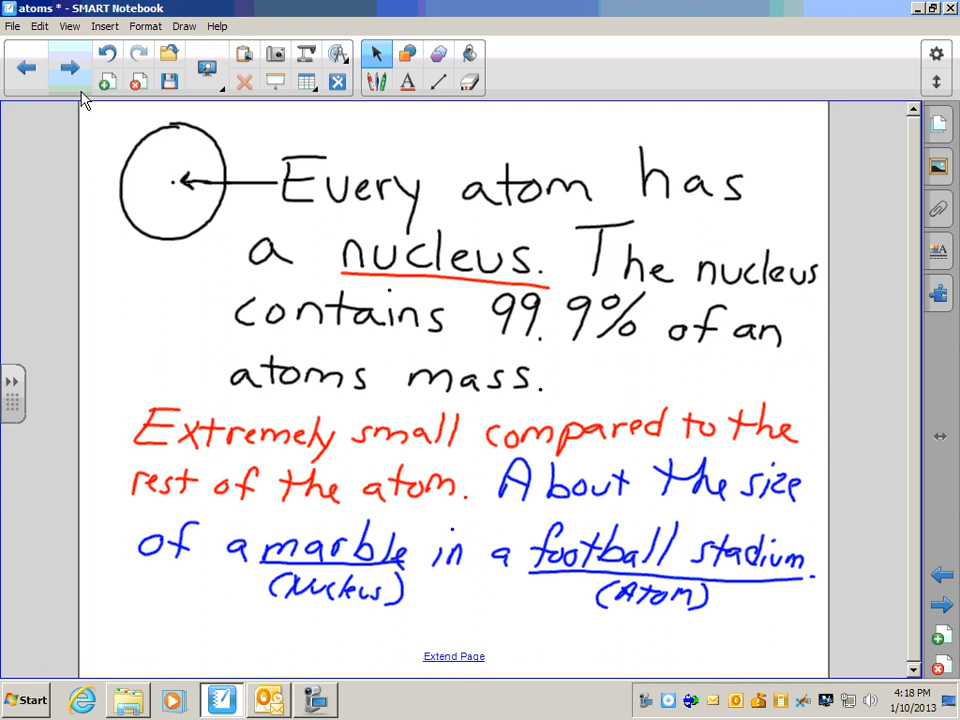 atoms * - SMART Notebook
File Edit View Insert Format Draw Help
Every atom has
a nucleus. The nucleus
contains 99.9% of an
atoms mass.
Extremely small compared to the
rest of the atom. About the size
of a marble in a football stadium.
(Nucleus) (Atom)
Extend Page
Start
4:18 PM
1/10/2013